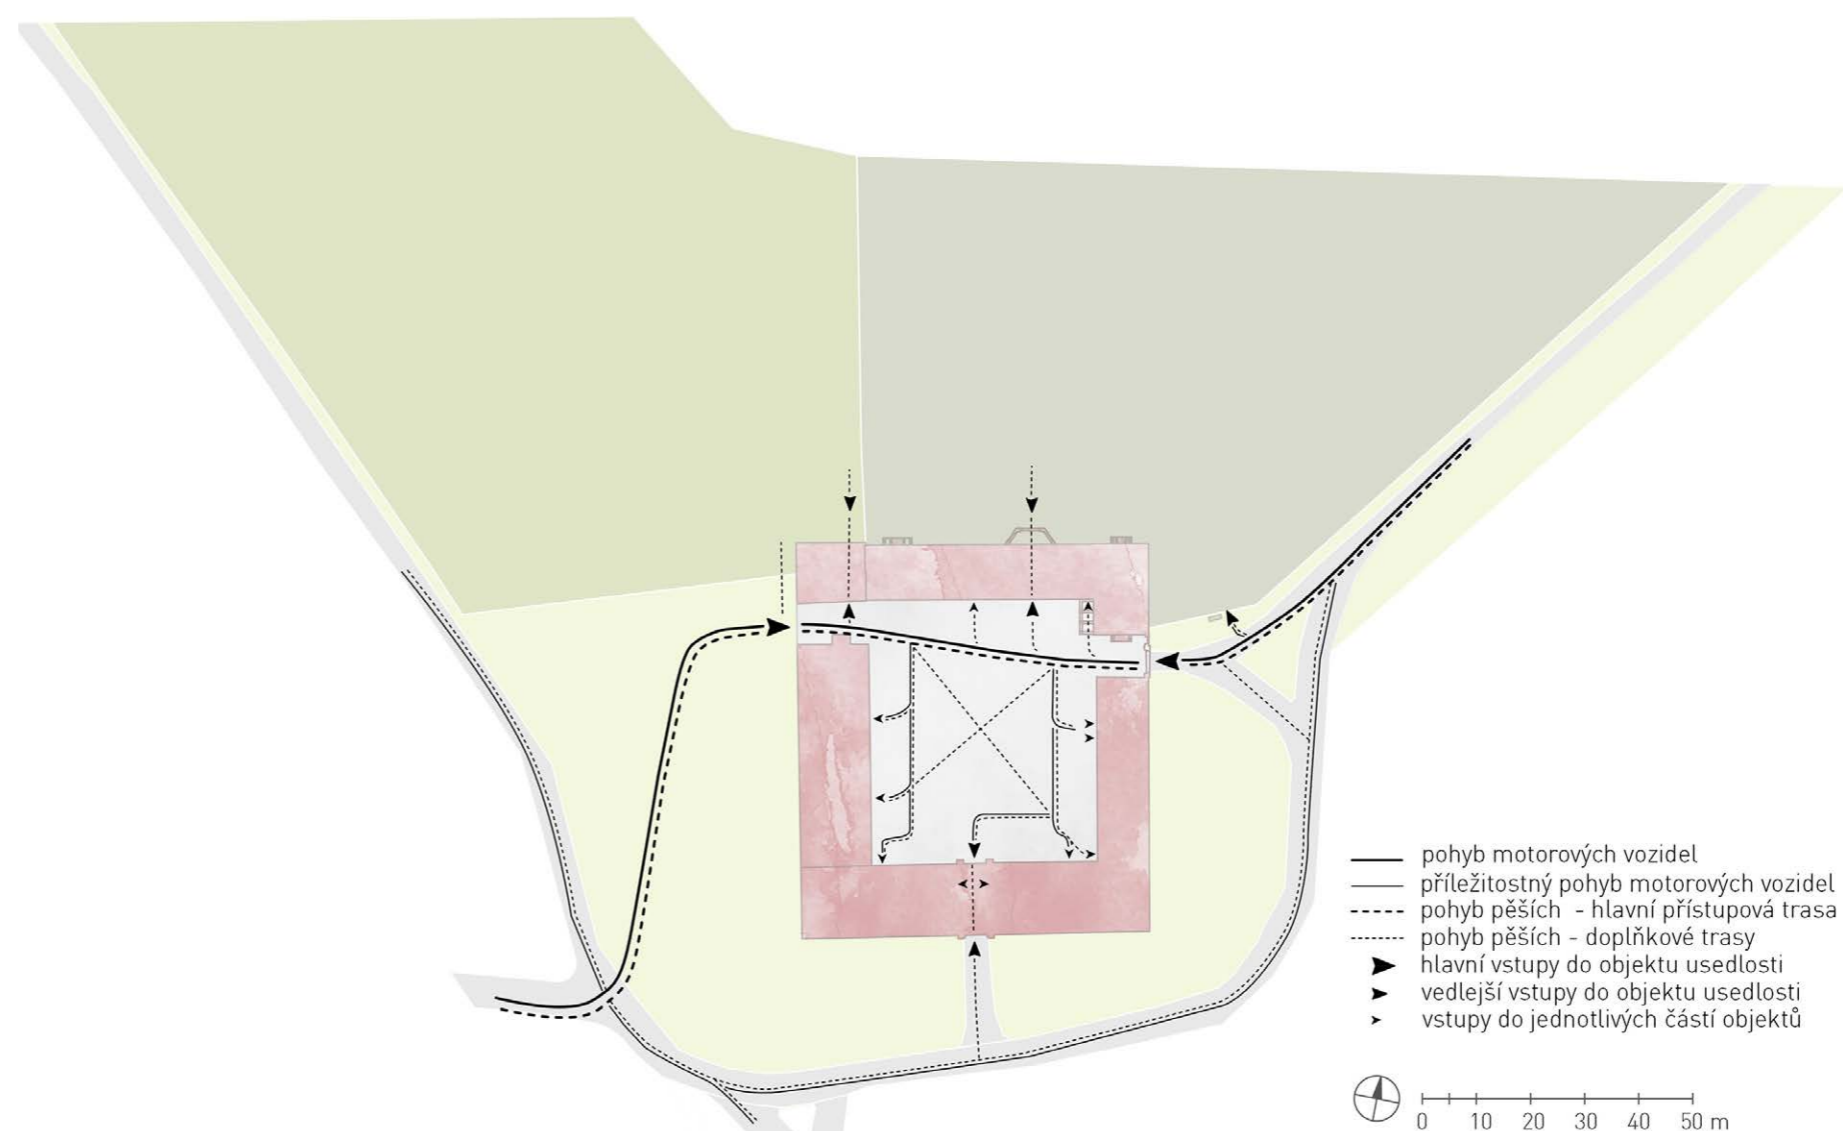 pohyb motorových vozidel
příležitostný pohyb motorových vozidel
pohyb pěších - hlavní přístupová trasa
pohyb pěších - doplňkové trasy
hlavní vstupy do objektu usedlosti
vedlejší vstupy do objektu usedlosti
vstupy do jednotlivých částí objektů
0 10 20 30 40 50 m